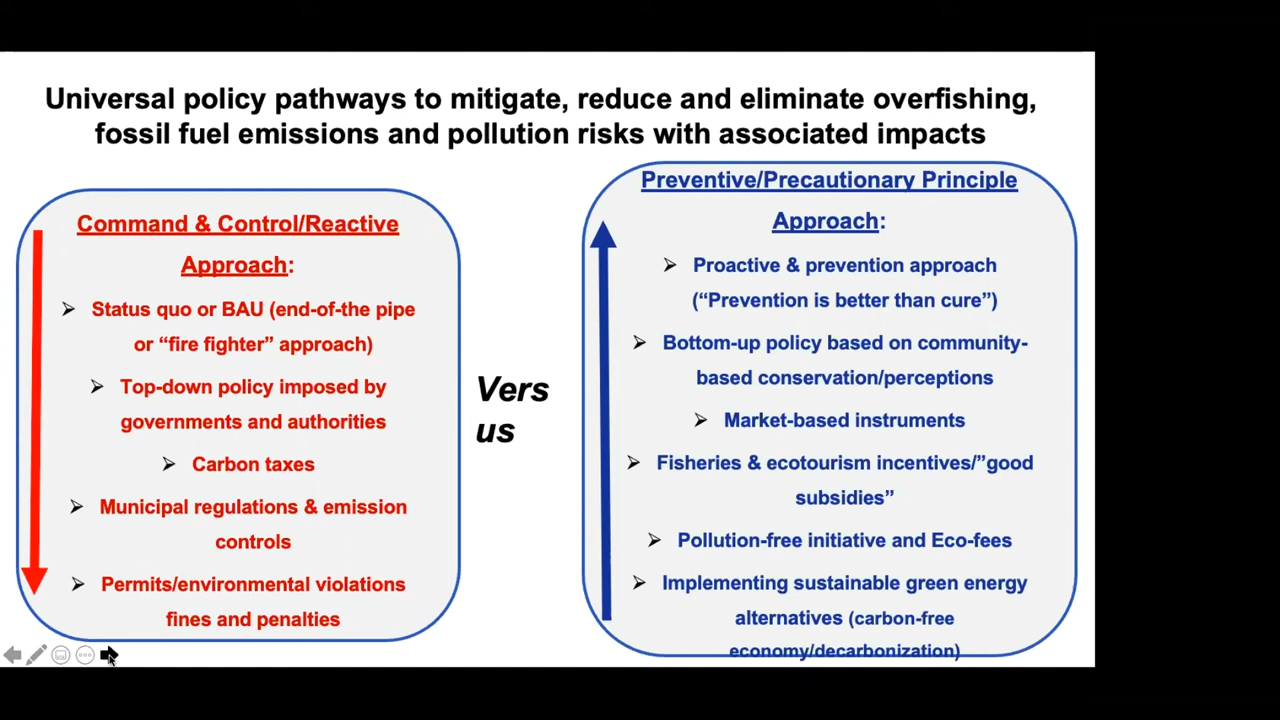 Universal policy pathways to mitigate, reduce and eliminate overfishing,
fossil fuel emissions and pollution risks with associated impacts
Command & Control/Reactive
Approach:
Status quo or BAU (end-of-the pipe
or “fire fighter” approach)
Top-down policy imposed by
governments and authorities
Carbon taxes
Municipal regulations & emission
controls
Permits/environmental violations
fines and penalties
Vers
us
Preventive/Precautionary Principle
Approach:
Proactive & prevention approach
(“Prevention is better than cure”)
Bottom-up policy based on community-
based conservation/perceptions
Market-based instruments
Fisheries & ecotourism incentives/”good
subsidies”
Pollution-free initiative and Eco-fees
Implementing sustainable green energy
alternatives (carbon-free
economy/decarbonization)